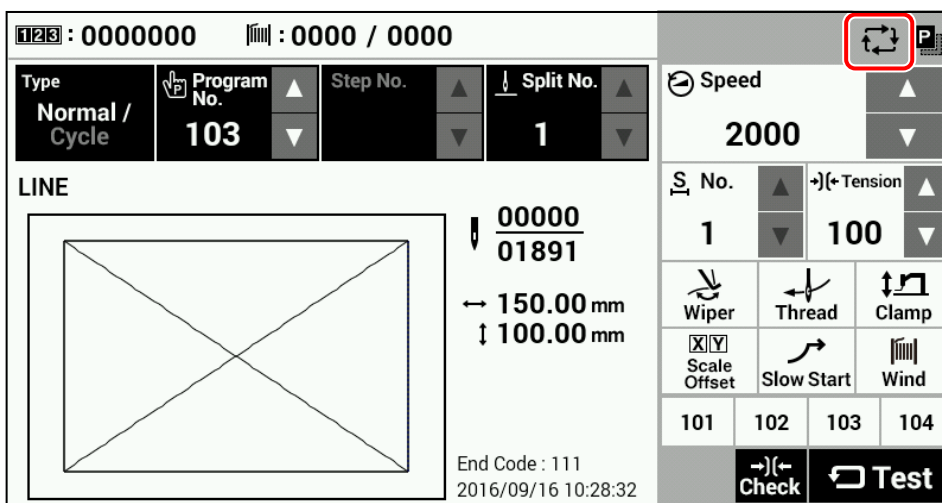 123 : 0000000 : 0000 / 0000
P
Type
Normal /
Cycle
P Program
No.
103
Step No.
Split No.
1
Speed
2000
LINE
S No.
1
Tension
100
00000
01891
150.00 mm
100.00 mm
Wiper
Thread
Clamp
XY
Scale
Offset
Slow Start
Wind
101
102
103
104
End Code : 111
2016/09/16 10:28:32
Check
Test